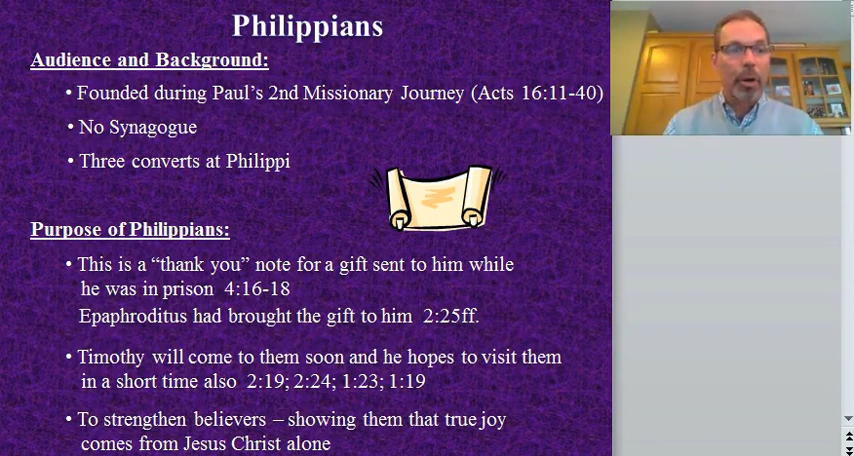 Philippians
Audience and Background:
• Founded during Paul's 2nd Missionary Journey (Acts 16:11-40)
• No Synagogue
• Three converts at Philippi
Purpose of Philippians:
• This is a “thank you” note for a gift sent to him while
he was in prison 4:16-18
Epaphroditus had brought the gift to him 2:25ff.
• Timothy will come to them soon and he hopes to visit them
in a short time also 2:19; 2:24; 1:23; 1:19
• To strengthen believers – showing them that true joy
comes from Jesus Christ alone